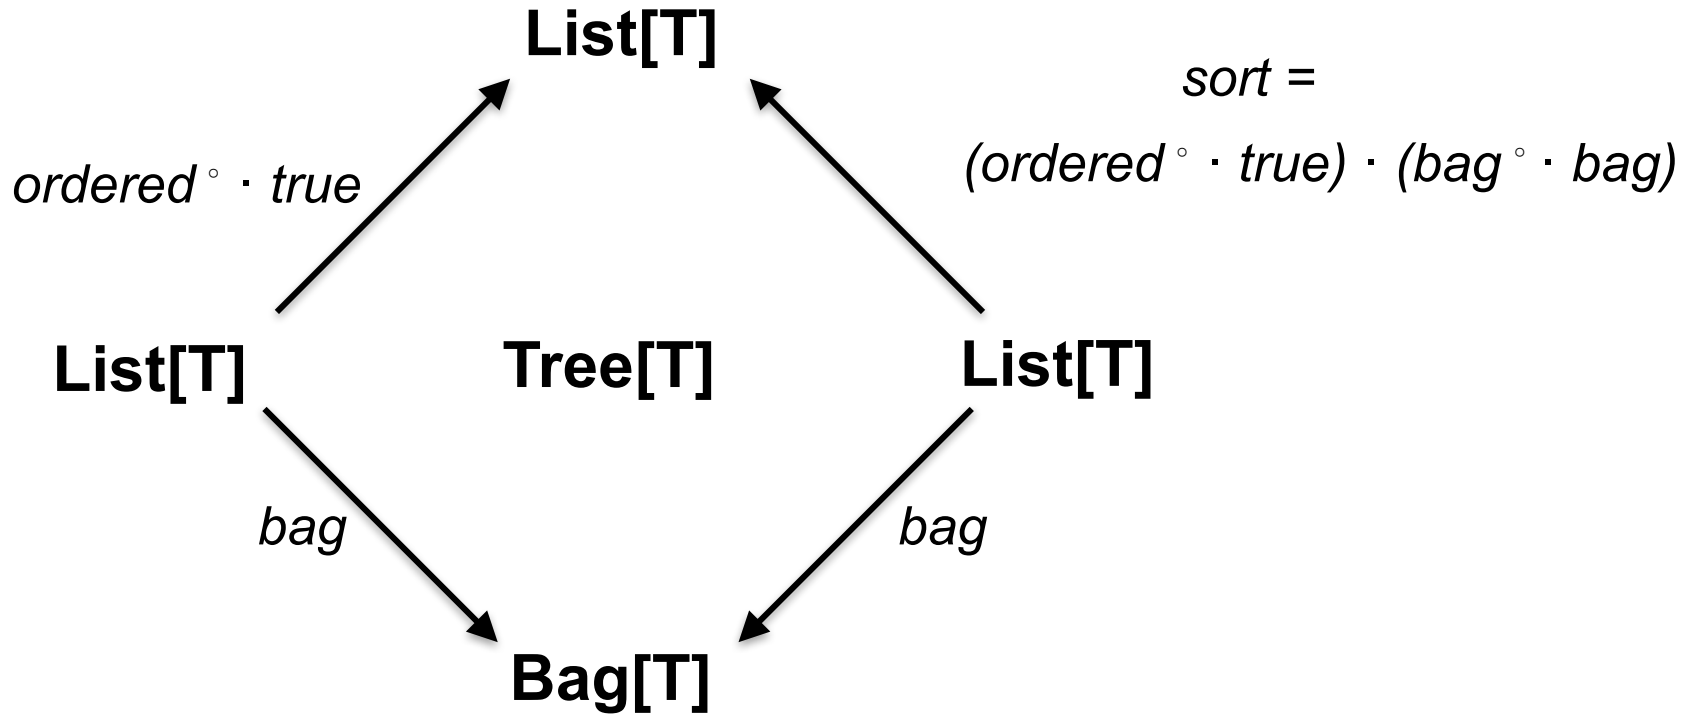 List[T]
sort =
(ordered° · true) · (bag° · bag)
ordered° · true
List[T]
Tree[T]
List[T]
bag
bag
Bag[T]